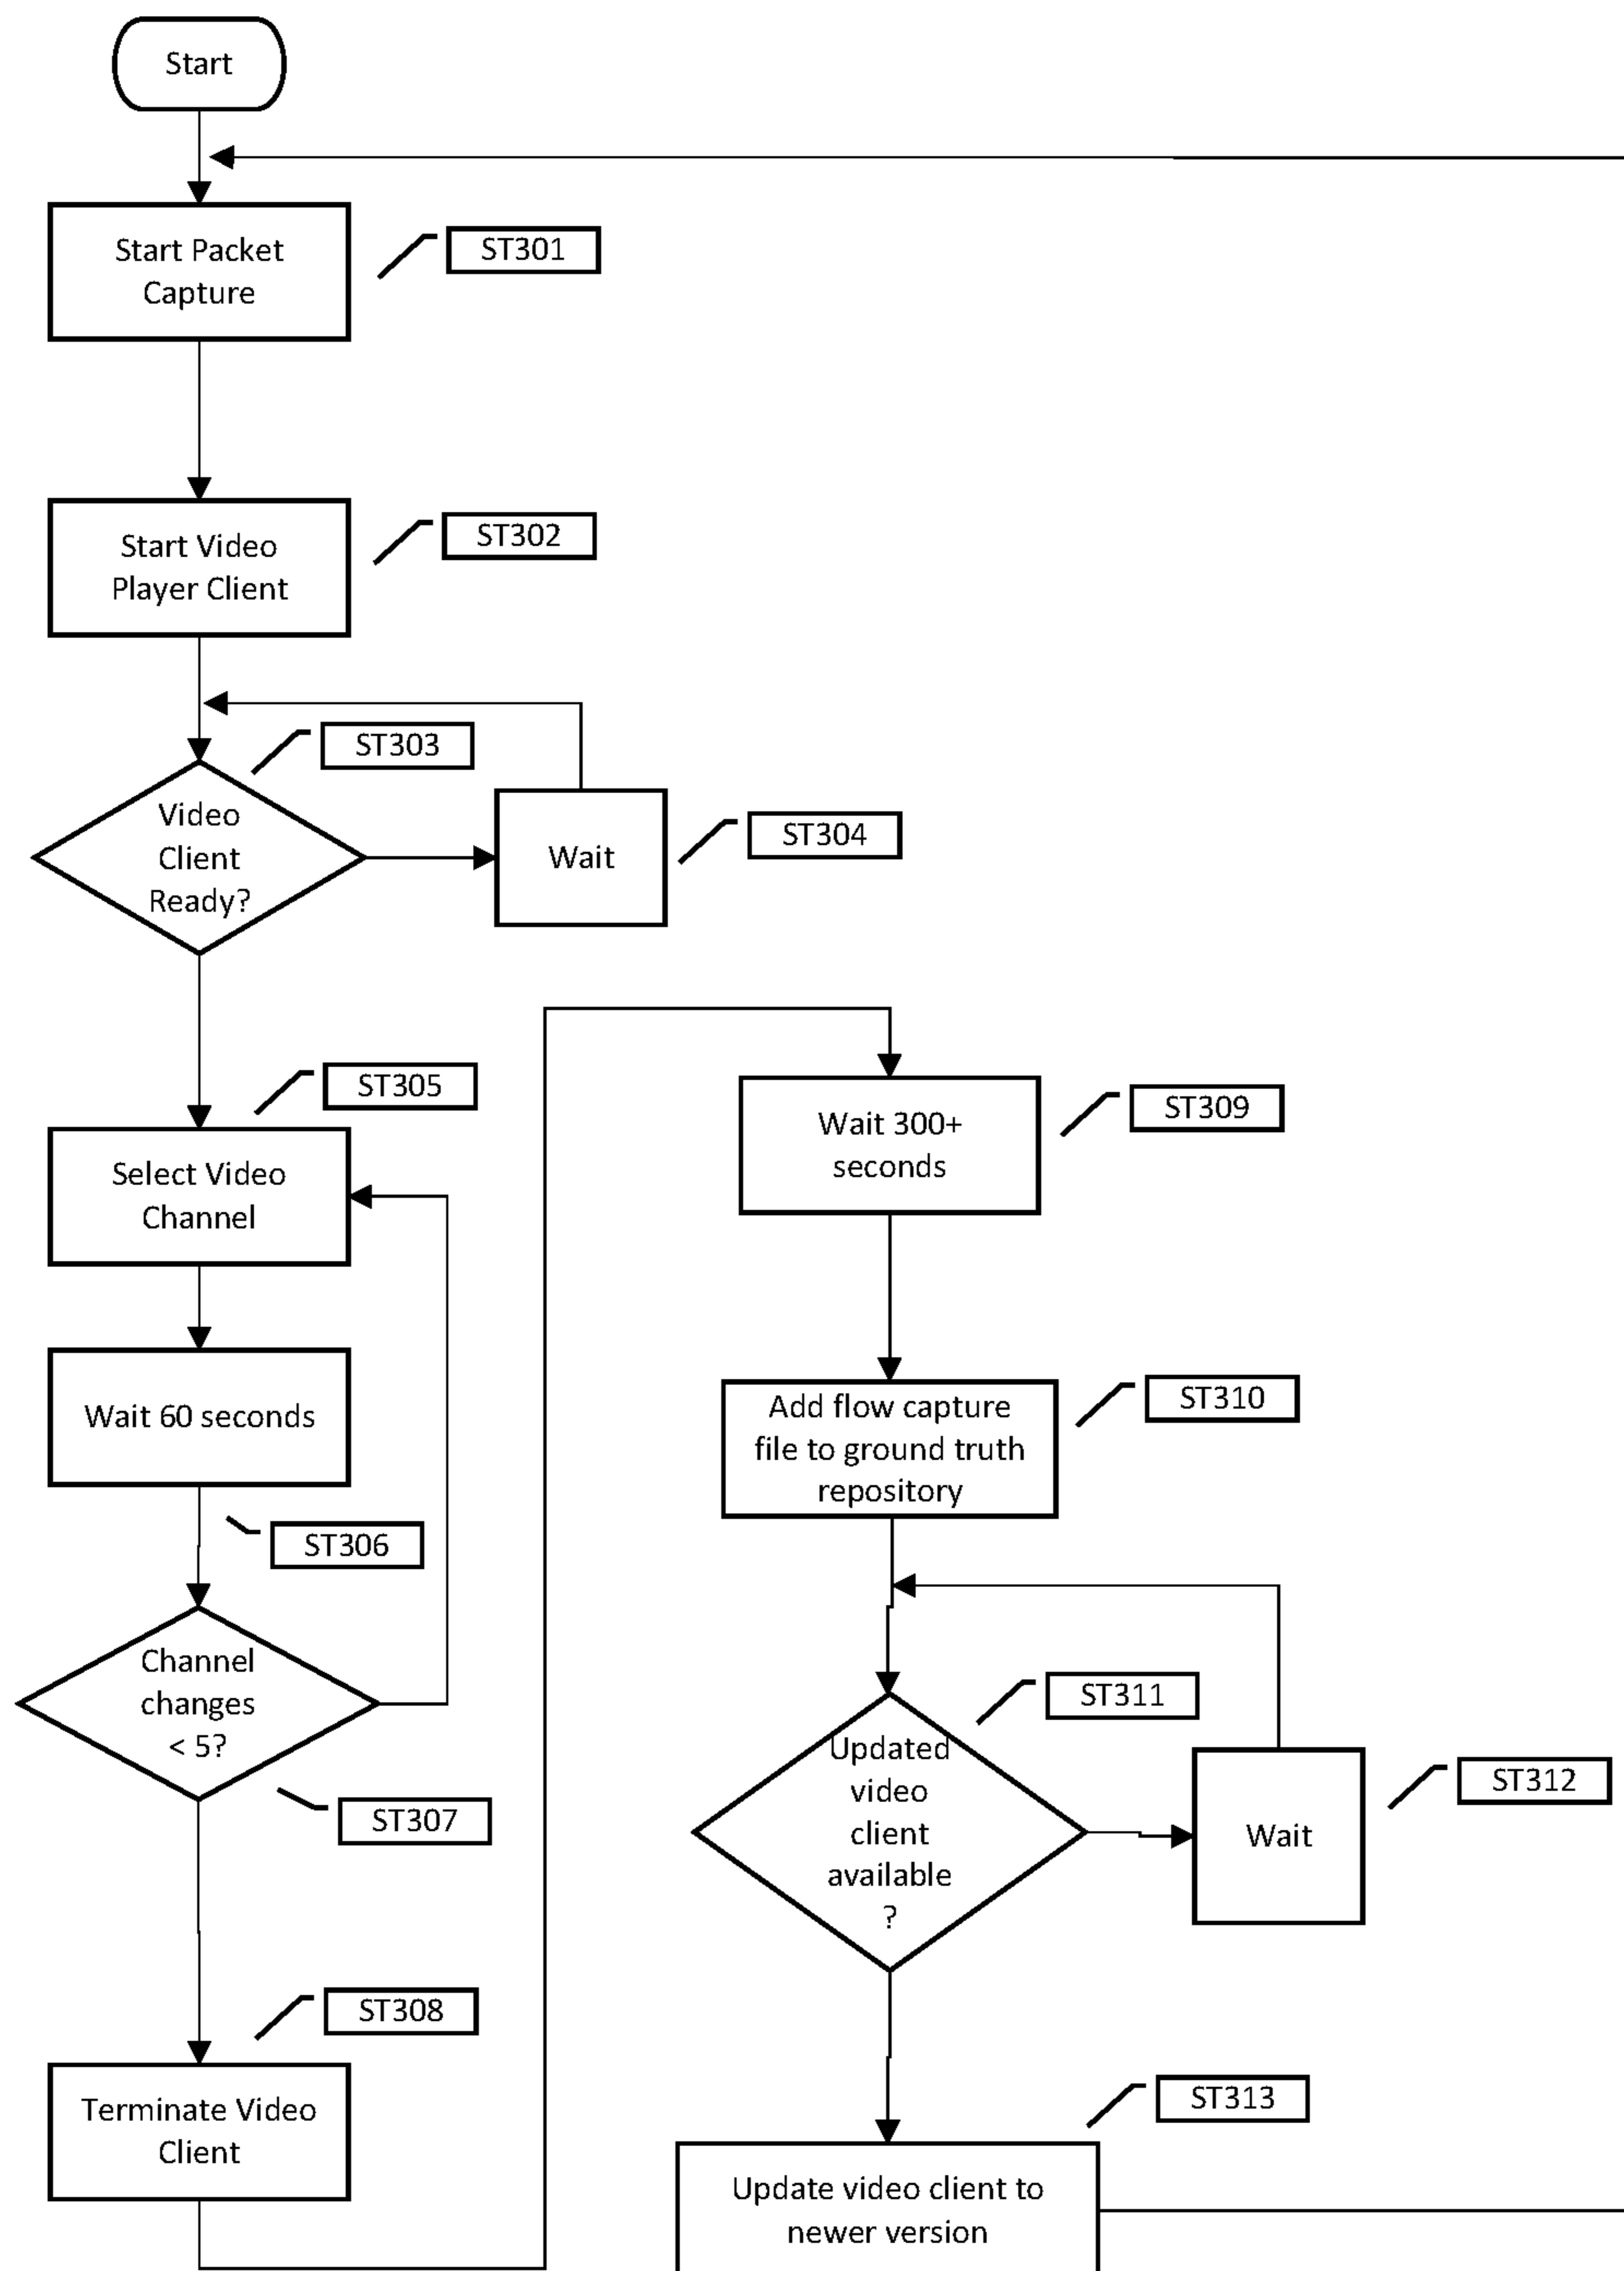 Start
Start Packet
Capture
ST301
Start Video
Player Client
ST302
ST303
Video
Client
Ready?
Wait
ST304
ST305
Select Video
Channel
Wait 60 seconds
ST306
Channel
changes
< 5?
ST307
ST308
Terminate Video
Client
Wait 300+
seconds
ST309
Add flow capture
file to ground truth
repository
ST310
ST311
Updated
video
client
available
?
Wait
ST312
ST313
Update video client to
newer version